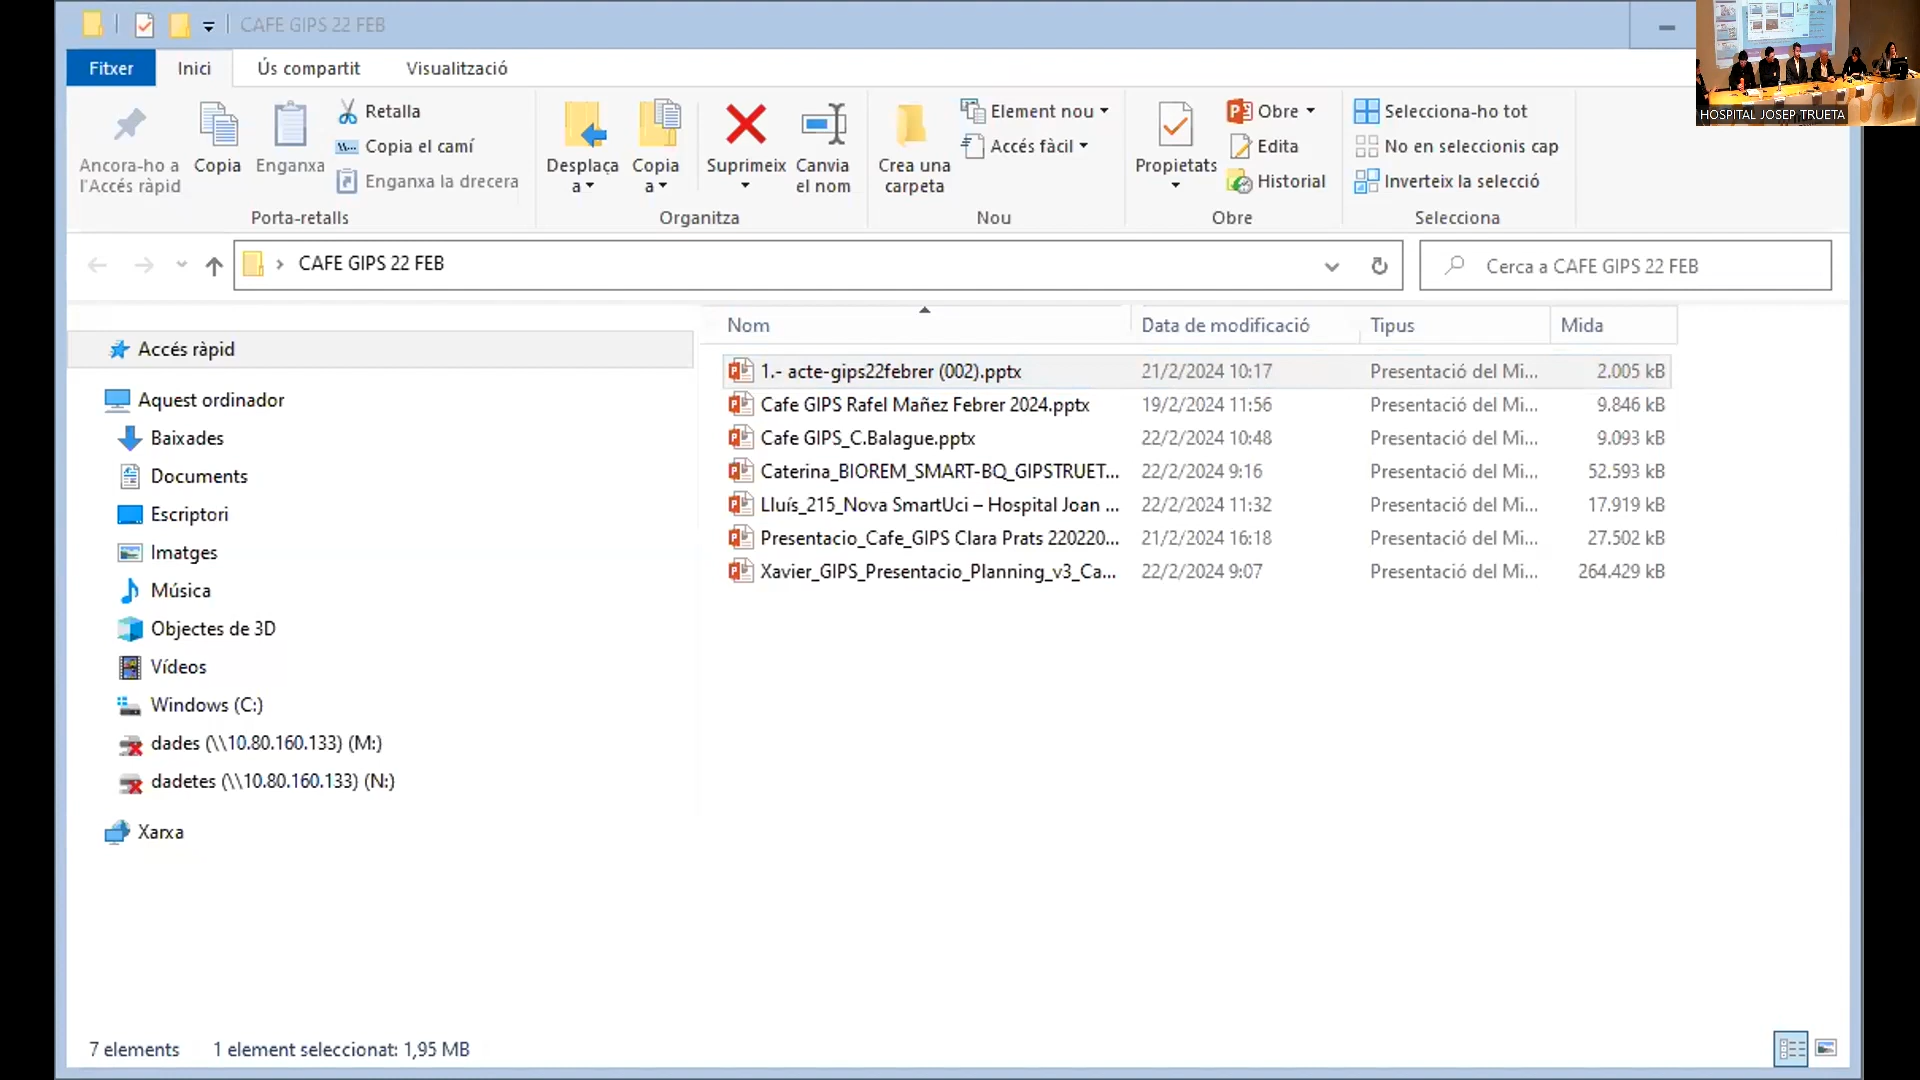 CAFE GIPS 22 FEB
Fitxer Inici Ús compartit Visualització
HOSPITAL JOSEP TRUETA
Ancora-ho a l'Accés ràpid
Copia
Enganxa
Retalla
Copia el camí
Enganxa la drecera
Porta-retalls
Desplaça a
Copia a
Suprimeix
Canvia el nom
Organitza
Crea una carpeta
Element nou
Accés fàcil
Nou
Propietats
Obre
Edita
Historial
Obre
Selecciona-ho tot
No en seleccionis cap
Inverteix la selecció
Selecciona
CAFE GIPS 22 FEB
Cerca a CAFE GIPS 22 FEB
Accés ràpid
Aquest ordinador
Baixades
Documents
Escriptori
Imatges
Música
Objectes de 3D
Vídeos
Windows (C:)
dades (\\10.80.160.133) (M:)
dadetes (\\10.80.160.133) (N:)
Xarxa
Nom Data de modificació Tipus Mida
1.- acte-gips22febrer (002).pptx 21/2/2024 10:17 Presentació del Mi... 2.005 kB
Cafe GIPS Rafel Mañez Febrer 2024.pptx 19/2/2024 11:56 Presentació del Mi... 9.846 kB
Cafe GIPS_C.Balague.pptx 22/2/2024 10:48 Presentació del Mi... 9.093 kB
Caterina_BIOREM_SMART-BQ_GIPSTRUET... 22/2/2024 9:16 Presentació del Mi... 52.593 kB
Lluís_215_Nova SmartUci – Hospital Joan ... 22/2/2024 11:32 Presentació del Mi... 17.919 kB
Presentacio_Cafe_GIPS Clara Prats 220220... 21/2/2024 16:18 Presentació del Mi... 27.502 kB
Xavier_GIPS_Presentacio_Planning_v3_Ca... 22/2/2024 9:07 Presentació del Mi... 264.429 kB
7 elements 1 element seleccionat: 1,95 MB